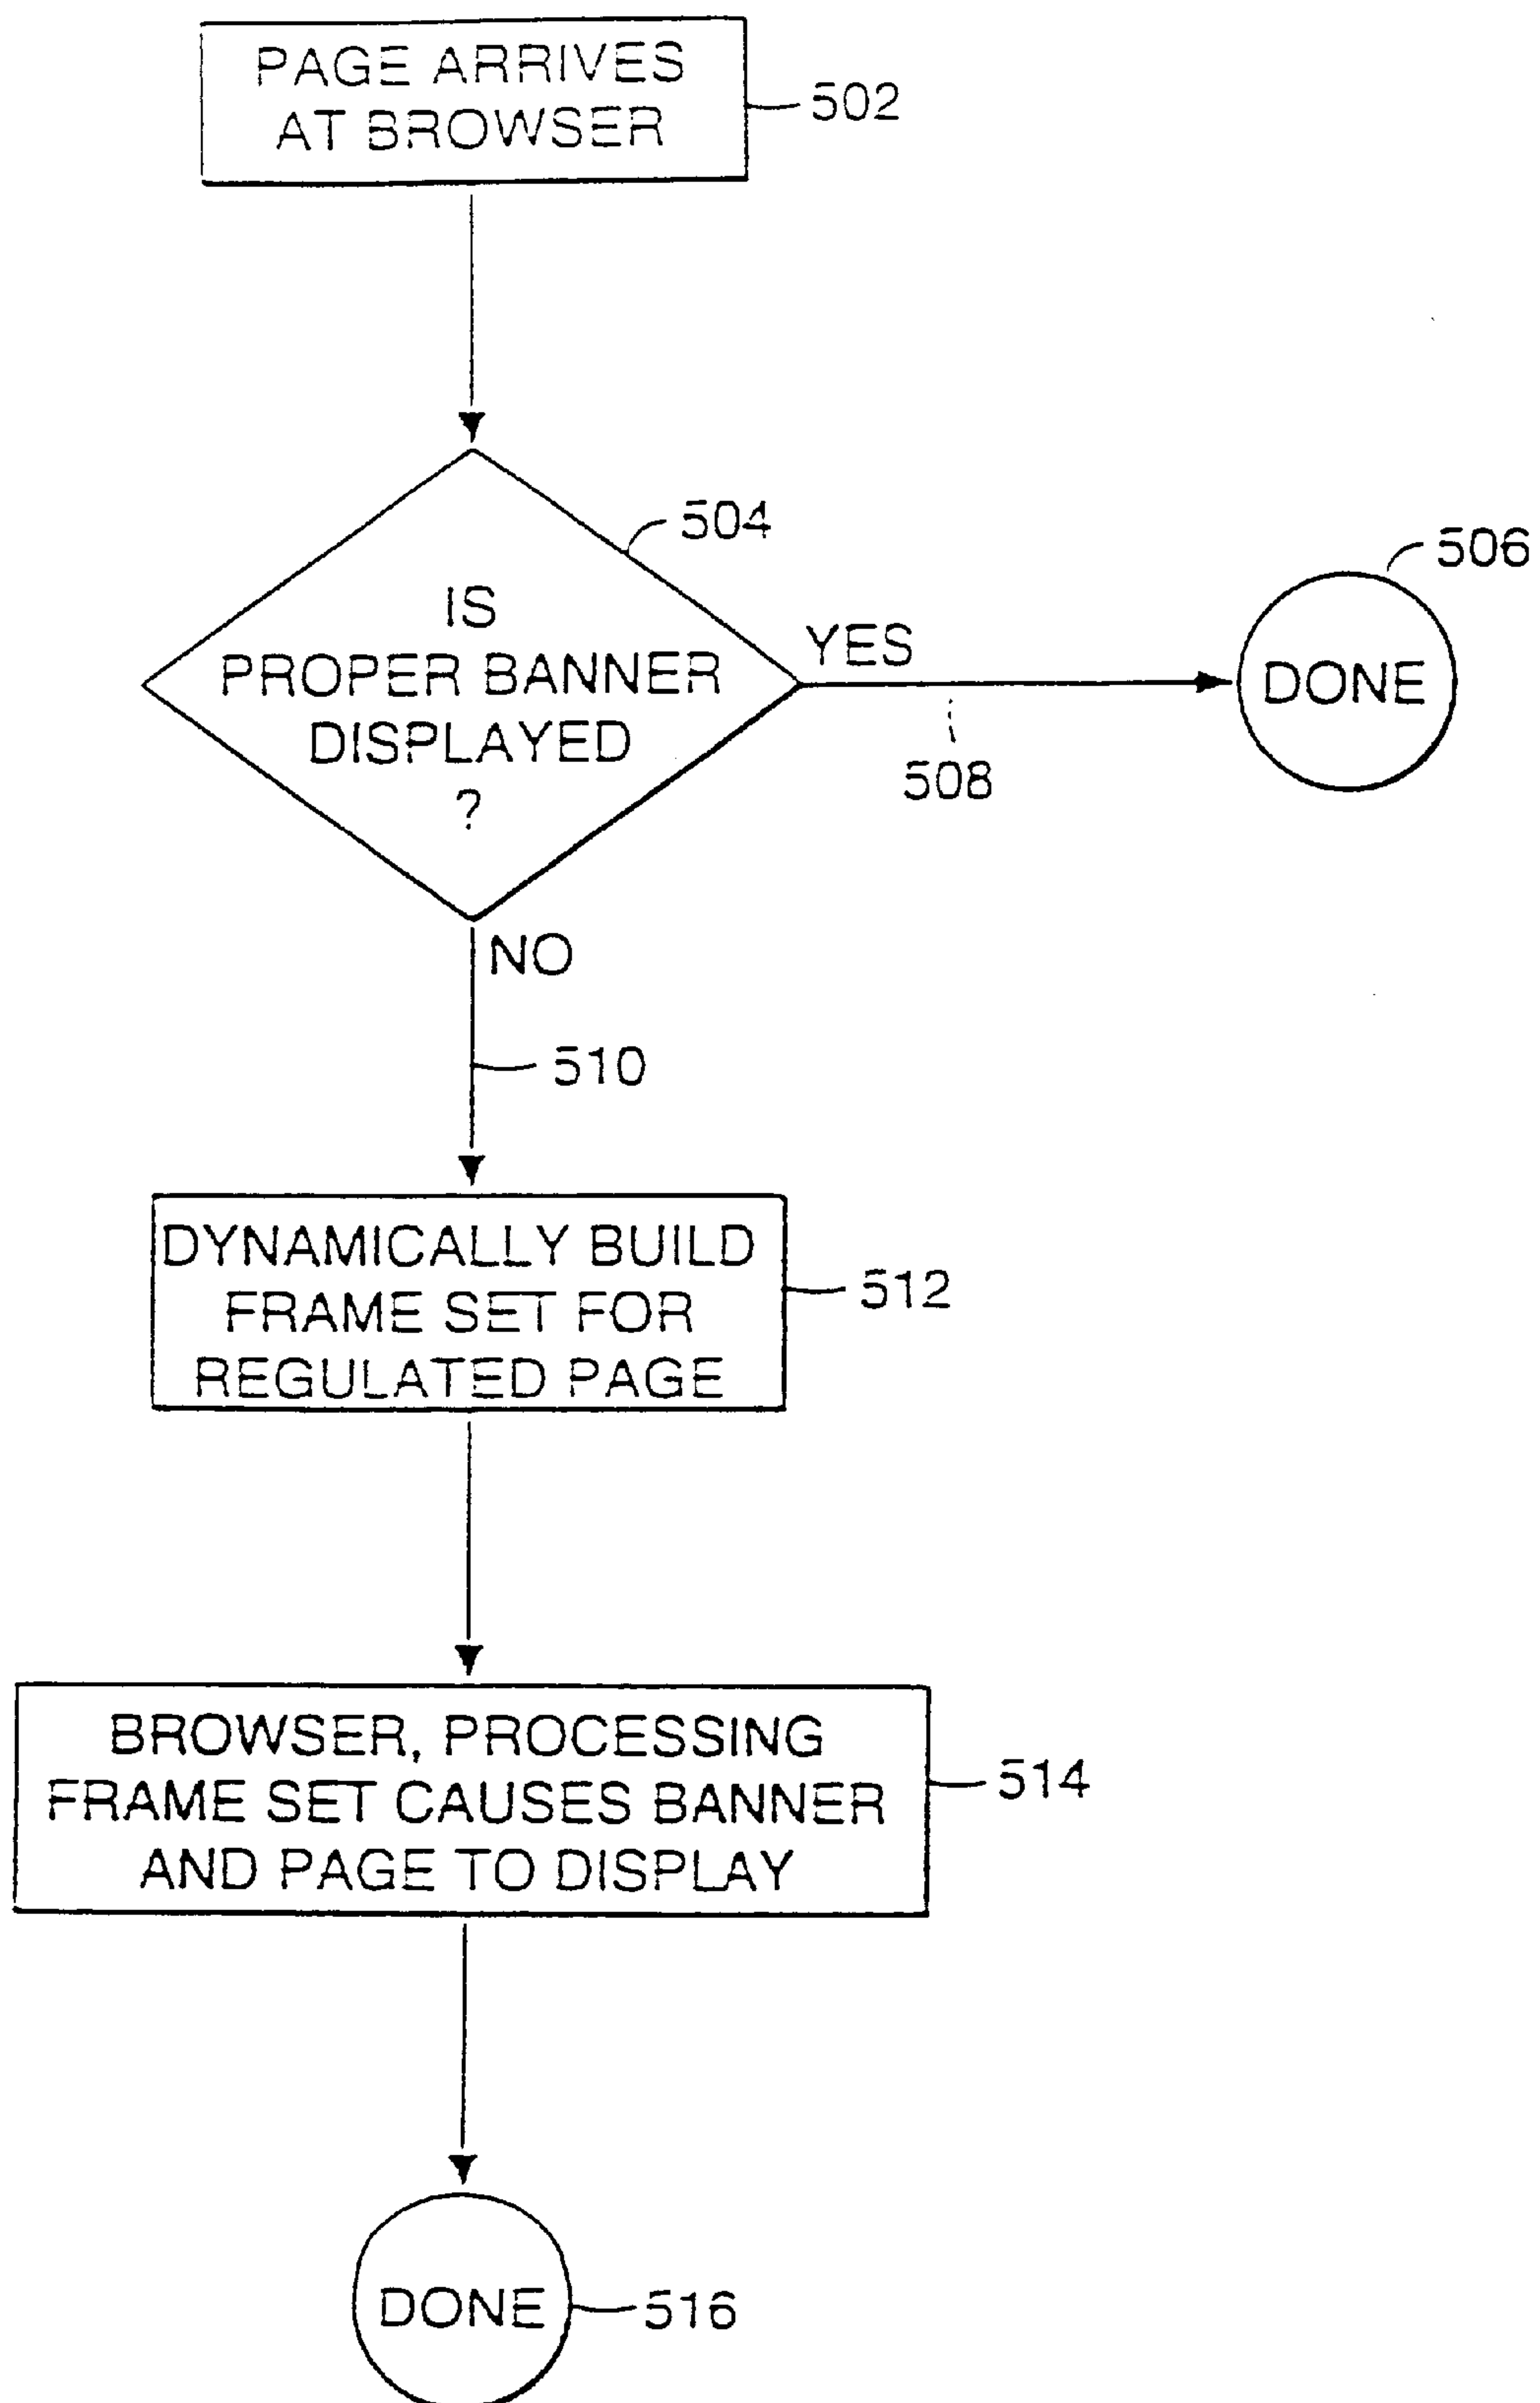 PAGE ARRIVES
AT BROWSER
502
504
IS
PROPER BANNER
DISPLAYED
?
YES
508
506
DONE
NO
510
DYNAMICALLY BUILD
FRAME SET FOR
REGULATED PAGE
512
BROWSER, PROCESSING
FRAME SET CAUSES BANNER
AND PAGE TO DISPLAY
514
DONE
516